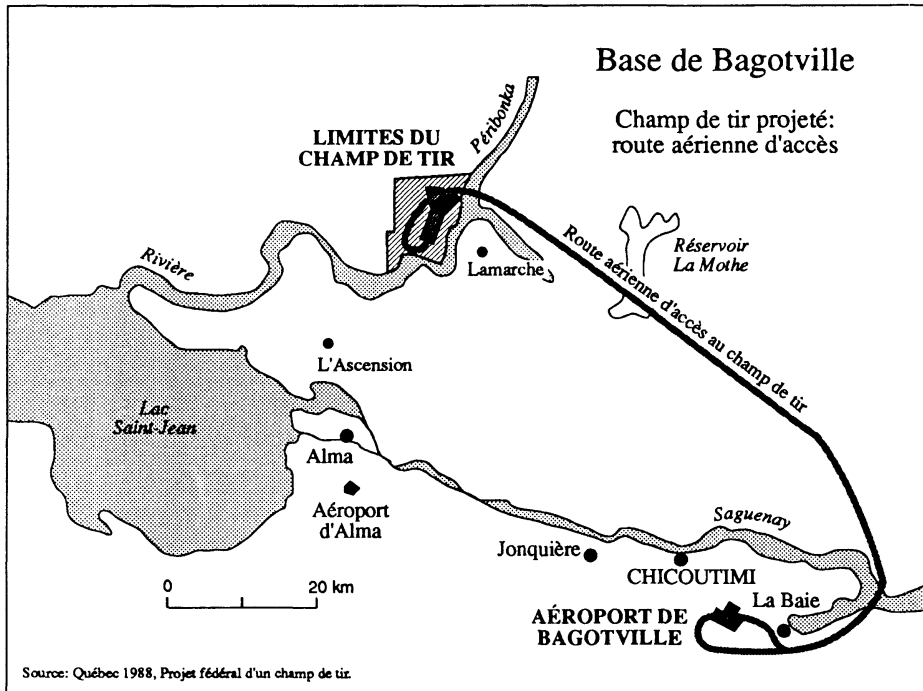 Base de Bagotville
Champ de tir projeté:
route aérienne d'accès
LIMITES DU
CHAMP DE TIR
Péribonka
Rivière
Lamarche
Réservoir
La Mothe
Route aérienne d'accès au champ de tir
L'Ascension
Lac
Saint-Jean
Alma
Aéroport
d'Alma
Saguenay
Jonquière
CHICOUTIMI
0 20 km
La Baie
AÉROPORT DE
BAGOTVILLE
Source: Québec 1988, Projet fédéral d'un champ de tir.